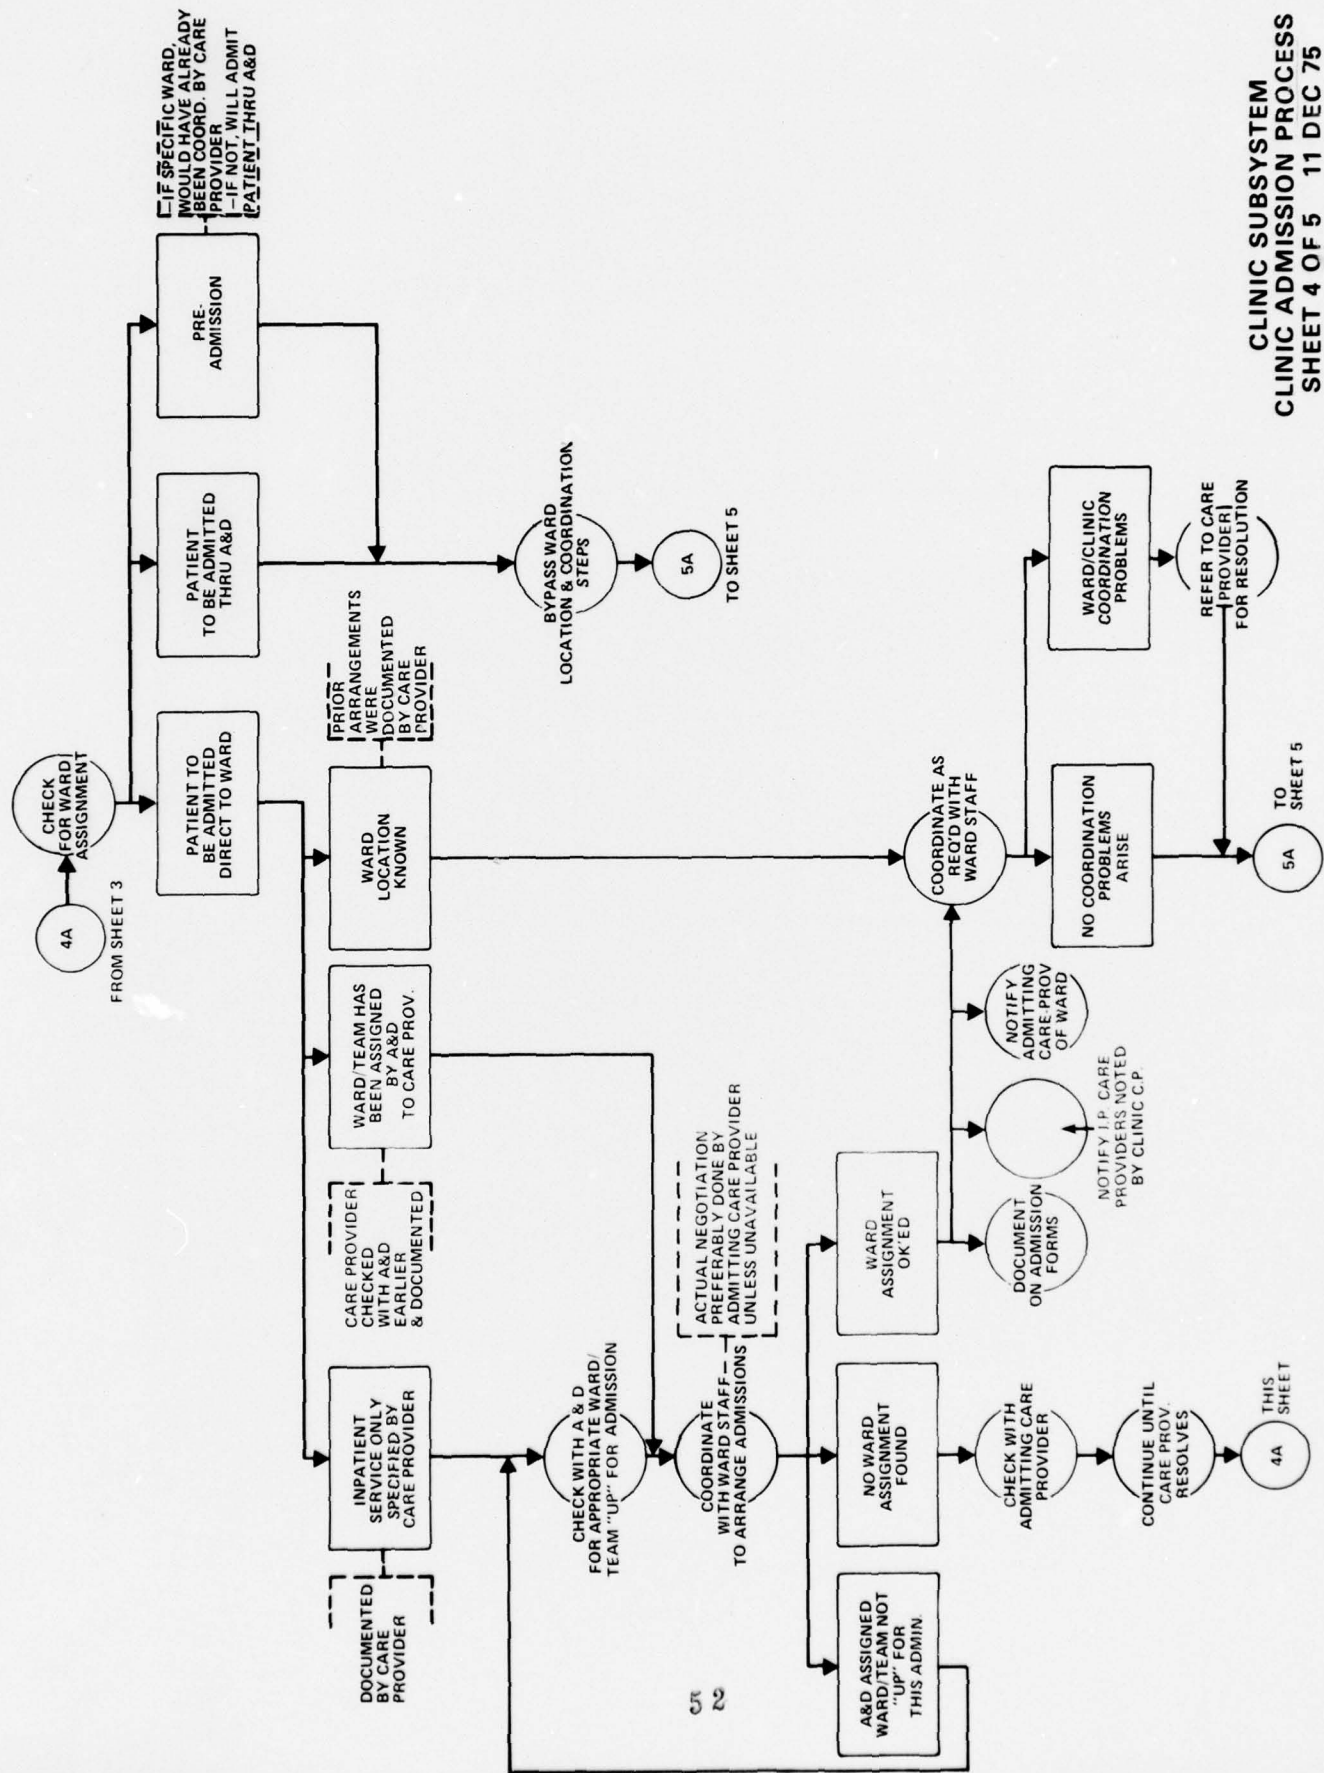 4A
FROM SHEET 3
CHECK
FOR WARD
ASSIGNMENT
PATIENT TO
BE ADMITTED
DIRECT TO WARD
PATIENT
TO BE ADMITTED
THRU A&D
PRE-
ADMISSION
–IF SPECIFIC WARD,
WOULD HAVE ALREADY
BEEN COORD. BY CARE
PROVIDER
–IF NOT, WILL ADMIT
PATIENT THRU A&D
DOCUMENTED
BY CARE
PROVIDER
INPATIENT
SERVICE ONLY
SPECIFIED BY
CARE PROVIDER
CARE PROVIDER
CHECKED
WITH A&D
EARLIER
& DOCUMENTED
WARD/TEAM HAS
BEEN ASSIGNED
BY A&D
TO CARE PROV.
WARD
LOCATION
KNOWN
PRIOR
ARRANGEMENTS
WERE
DOCUMENTED
BY CARE
PROVIDER
BYPASS WARD
LOCATION & COORDINATION
STEPS
5A
TO SHEET 5
CHECK WITH A & D
FOR APPROPRIATE WARD/
TEAM "UP" FOR ADMISSION
COORDINATE
WITH WARD STAFF
TO ARRANGE ADMISSIONS
ACTUAL NEGOTIATION
PREFERABLY DONE BY
ADMITTING CARE PROVIDER
UNLESS UNAVAILABLE
A&D ASSIGNED
WARD/TEAM NOT
"UP" FOR
THIS ADMIN.
NO WARD
ASSIGNMENT
FOUND
WARD
ASSIGNMENT
OK'ED
CHECK WITH
ADMITTING CARE
PROVIDER
CONTINUE UNTIL
CARE PROV.
RESOLVES
4A
THIS
SHEET
DOCUMENT
ON ADMISSION
FORMS
NOTIFY I.P. CARE
PROVIDERS NOTED
BY CLINIC C.P.
NOTIFY
ADMITTING
CARE-PROV
OF WARD
COORDINATE AS
REQ'D WITH
WARD STAFF
NO COORDINATION
PROBLEMS
ARISE
WARD/CLINIC
COORDINATION
PROBLEMS
REFER TO CARE
PROVIDER
FOR RESOLUTION
5A
TO
SHEET 5
CLINIC SUBSYSTEM
CLINIC ADMISSION PROCESS
SHEET 4 OF 5 11 DEC 75
52